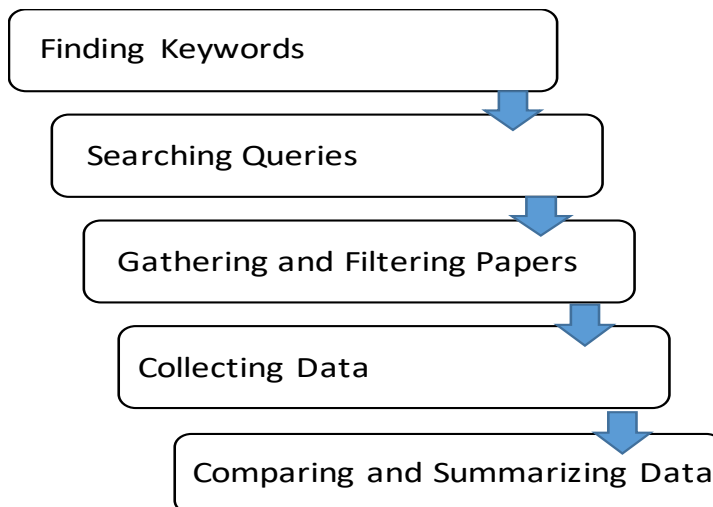 Finding Keywords
Searching Queries
Gathering and Filtering Papers
Collecting Data
Comparing and Summarizing Data